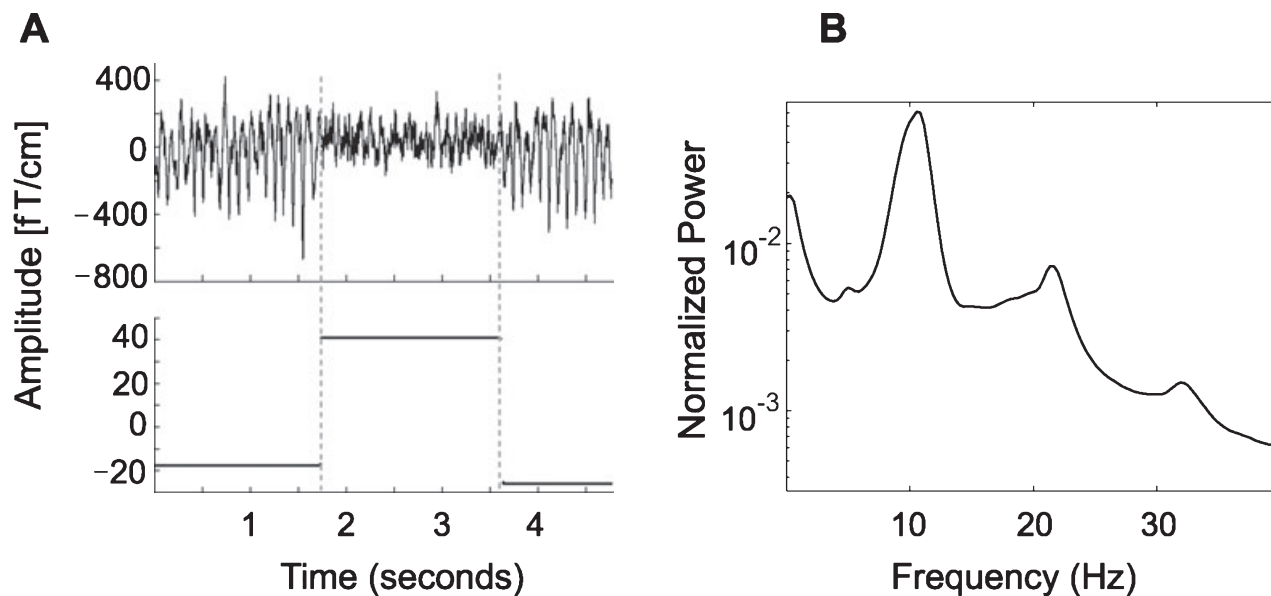 A
Amplitude [fT/cm]
400
0
−400
−800
40
20
0
−20
1 2 3 4
Time (seconds)
B
Normalized Power
10-2
10-3
10 20 30
Frequency (Hz)